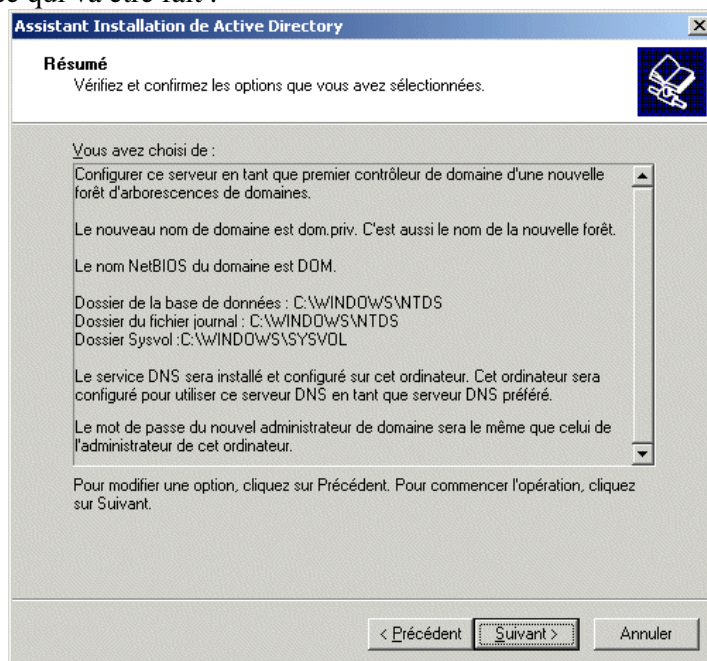 ce qui va être fait :
Assistant Installation de Active Directory
Résumé
Vérifiez et confirmez les options que vous avez sélectionnées.
Vous avez choisi de :
Configurer ce serveur en tant que premier contrôleur de domaine d'une nouvelle
forêt d'arborescences de domaines.
Le nouveau nom de domaine est dom.priv. C'est aussi le nom de la nouvelle forêt.
Le nom NetBIOS du domaine est DOM.
Dossier de la base de données : C:\WINDOWS\NTDS
Dossier du fichier journal : C:\WINDOWS\NTDS
Dossier Sysvol :C:\WINDOWS\SYSVOL
Le service DNS sera installé et configuré sur cet ordinateur. Cet ordinateur sera
configuré pour utiliser ce serveur DNS en tant que serveur DNS préféré.
Le mot de passe du nouvel administrateur de domaine sera le même que celui de
l'administrateur de cet ordinateur.
Pour modifier une option, cliquez sur Précédent. Pour commencer l'opération, cliquez
sur Suivant.
< Précédent Suivant > Annuler